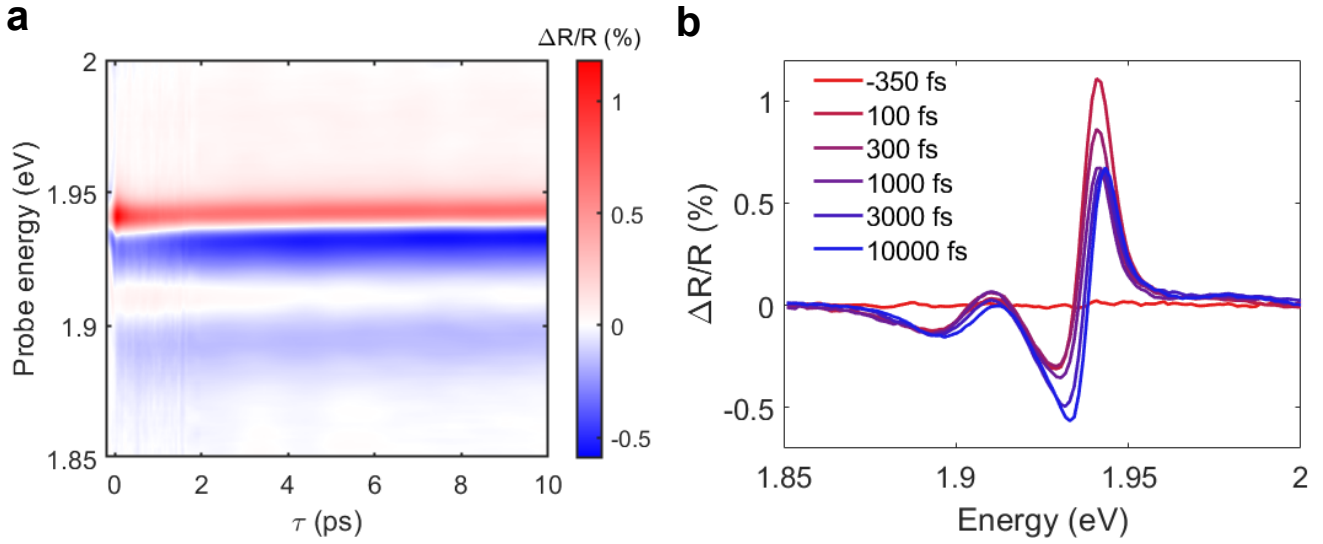 a
ΔR/R (%)
2
1.95
1.9
1.85
Probe energy (eV)
0
2
4
6
8
10
τ (ps)
1
0.5
0
-0.5
b
-350 fs
100 fs
300 fs
1000 fs
3000 fs
10000 fs
1
0.5
0
-0.5
ΔR/R (%)
1.85
1.9
1.95
2
Energy (eV)